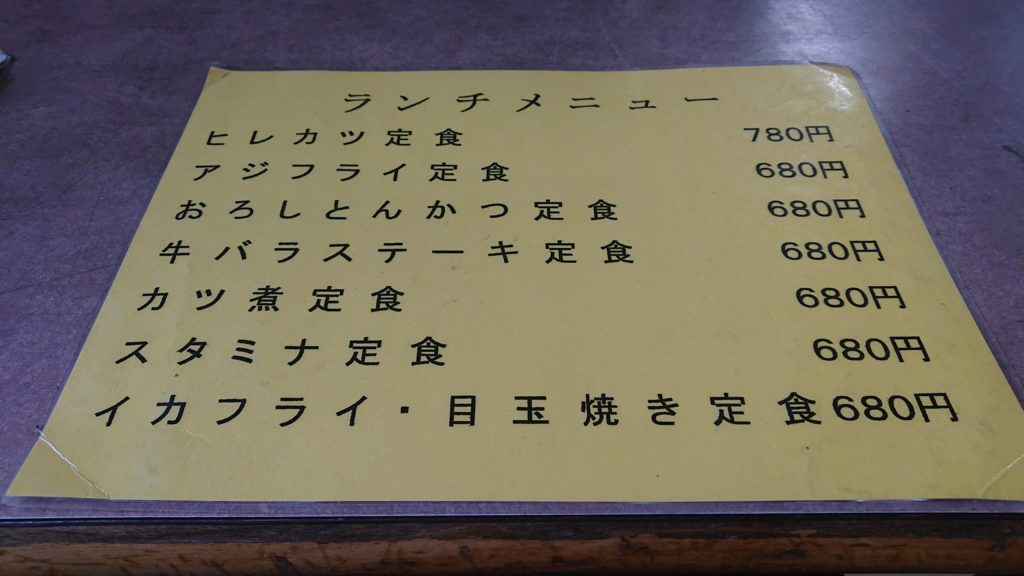 ランチメニュー
ヒレカツ定食 780円
アジフライ定食 680円
おろしとんかつ定食 680円
牛バラステーキ定食 680円
カツ煮定食 680円
スタミナ定食 680円
イカフライ・目玉焼き定食 680円